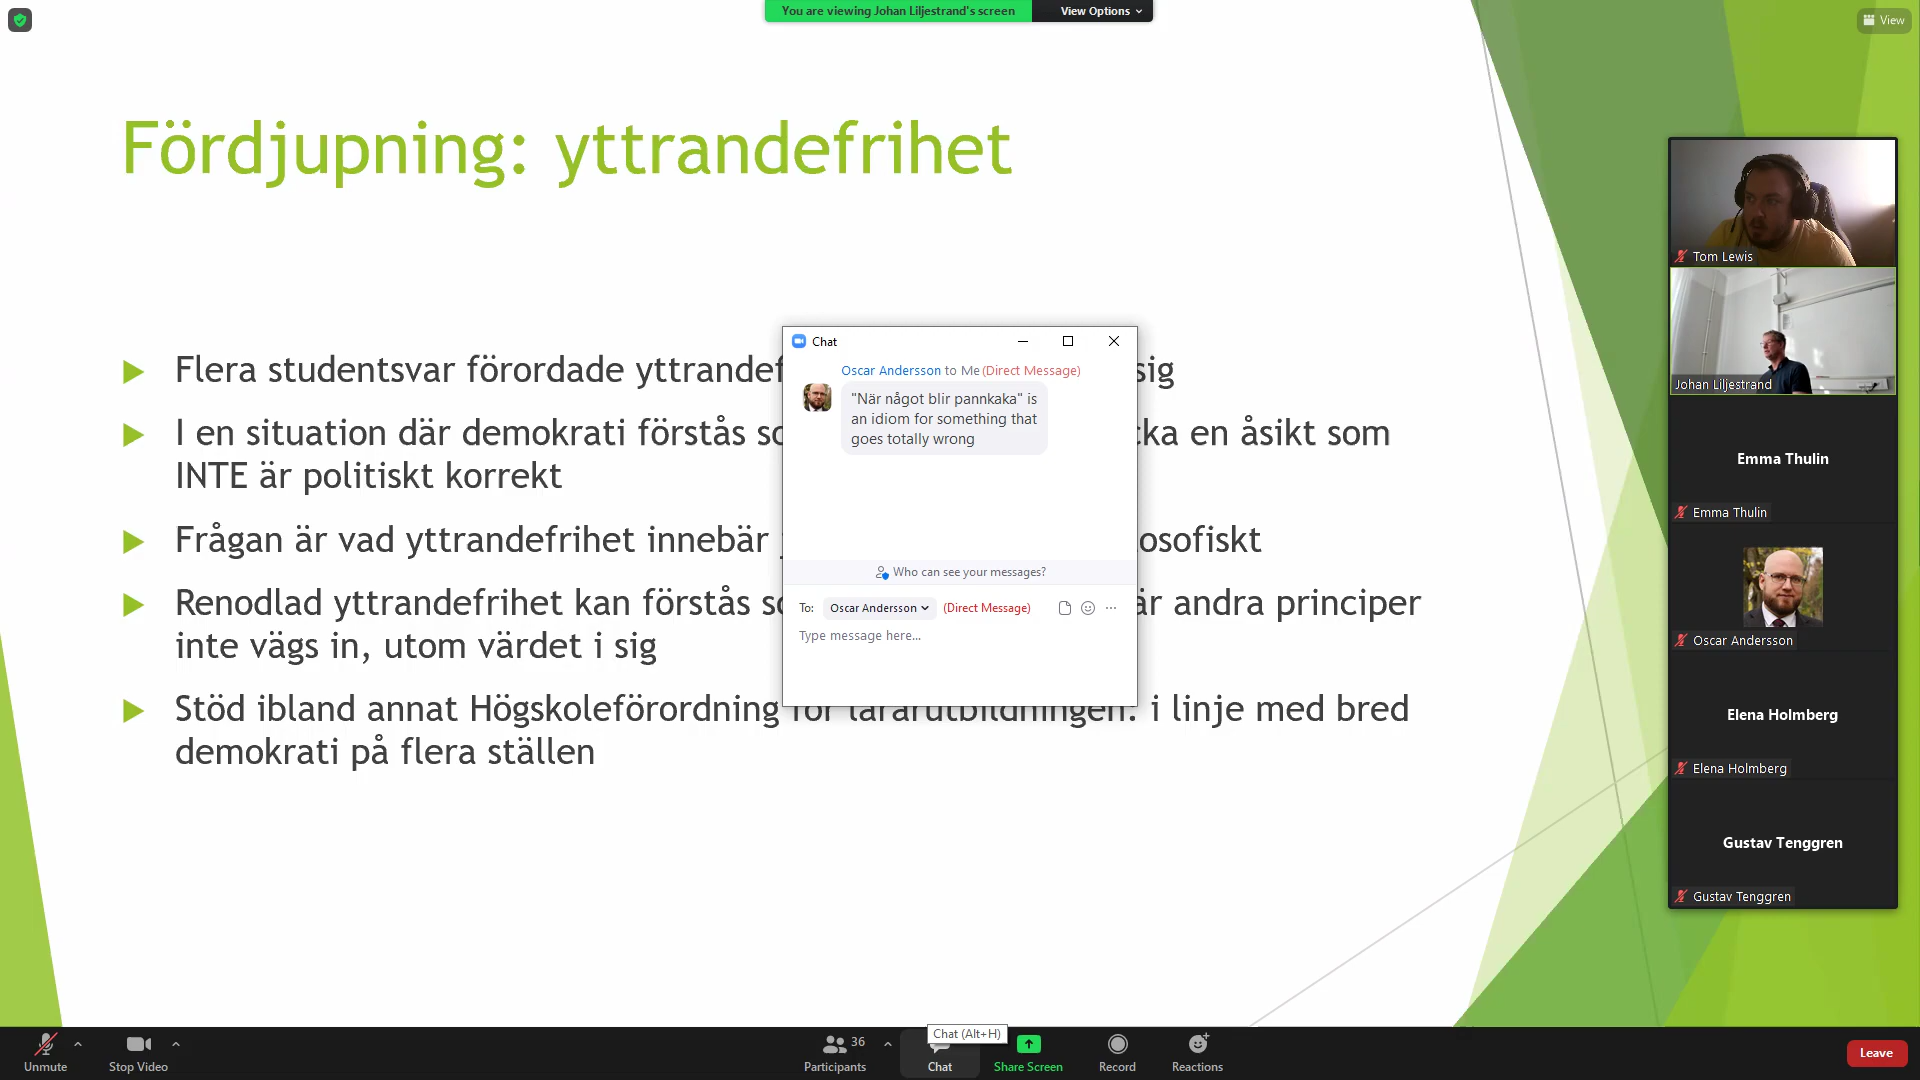 You are viewing Johan Liljestrand's screen
View Options
View
Fördjupning: yttrandefrihet
Flera studentsvar förordade
sig
I en situation där demokrati förstås
en åsikt som
INTE är politiskt korrekt
Frågan är vad yttrandefrihet innebär
Renodlad yttrandefrihet kan förstås
andra principer
inte vägs in, utom värdet i sig
Stöd ibland annat Högskoleförordning för lärarutbildningen: i linje med bred
demokrati på flera ställen
Chat
Oscar Andersson to Me (Direct Message)
"När något blir pannkaka" is
an idiom for something that
goes totally wrong
Who can see your messages?
To: Oscar Andersson (Direct Message)
Type message here...
Tom Lewis
Johan Liljestrand
Emma Thulin
Emma Thulin
Oscar Andersson
Elena Holmberg
Elena Holmberg
Gustav Tenggren
Gustav Tenggren
Chat (Alt+H)
36
Unmute
Stop Video
Participants
Chat
Share Screen
Record
Reactions
Leave